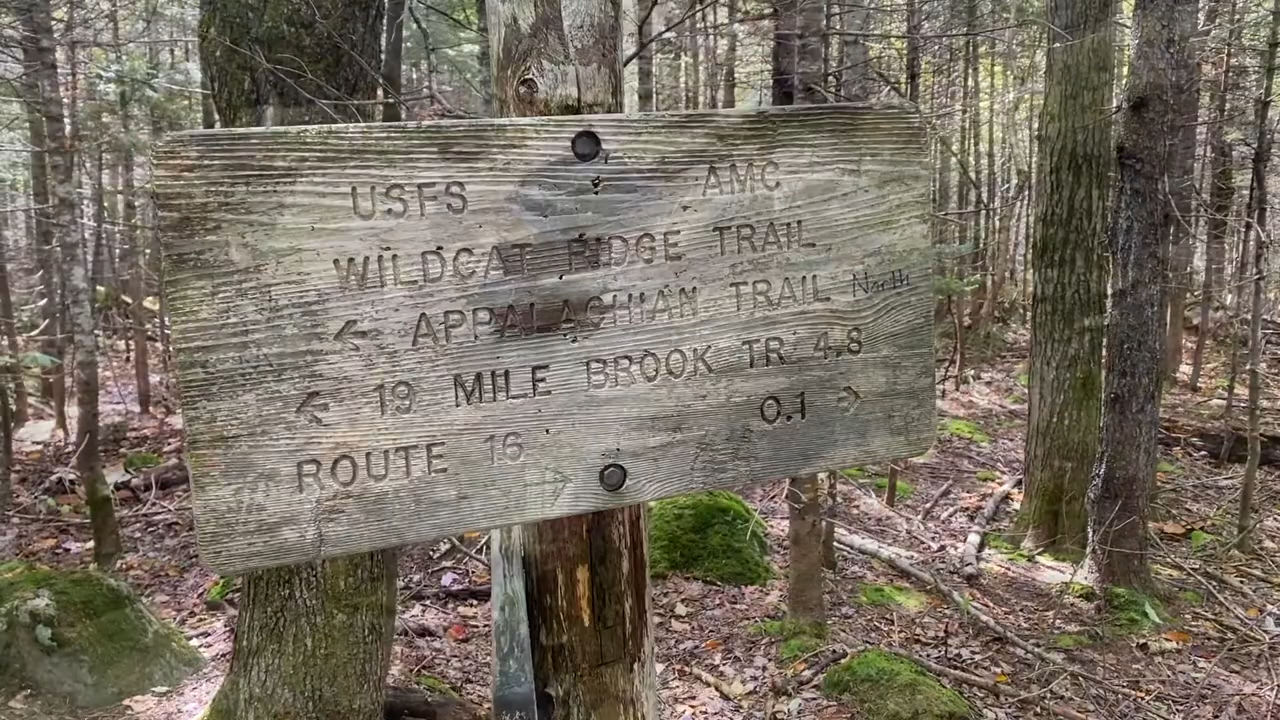 USFS AMC
WILDCAT RIDGE TRAIL
← APPALACHIAN TRAIL North
← 19 MILE BROOK TR 4.8
ROUTE 16 0.1 →